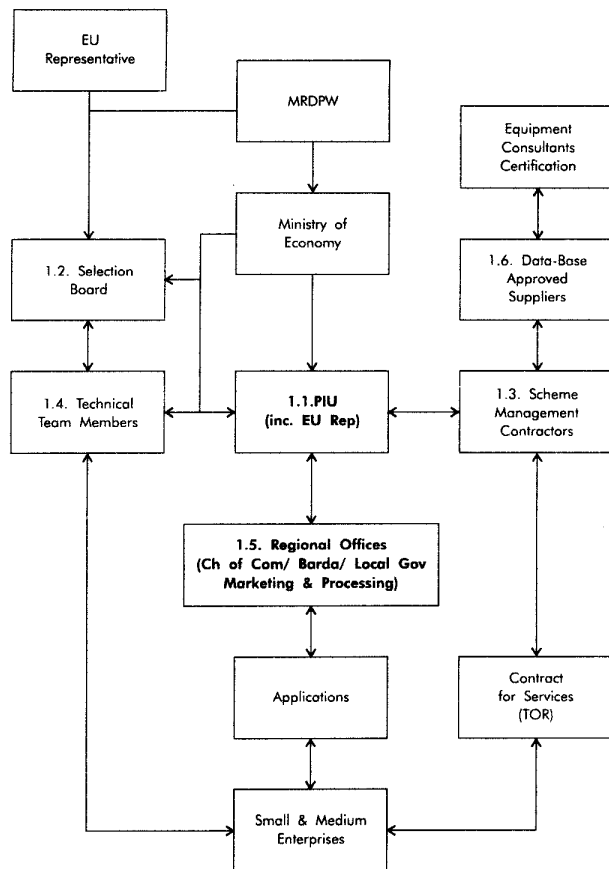 EU
Representative
MRDPW
Equipment
Consultants
Certification
Ministry of
Economy
1.2. Selection
Board
1.6. Data-Base
Approved
Suppliers
1.4. Technical
Team Members
1.1.PIU
(inc. EU Rep)
1.3. Scheme
Management
Contractors
1.5. Regional Offices
(Ch of Com/ Barda/ Local Gov
Marketing & Processing)
Applications
Contract
for Services
(TOR)
Small & Medium
Enterprises